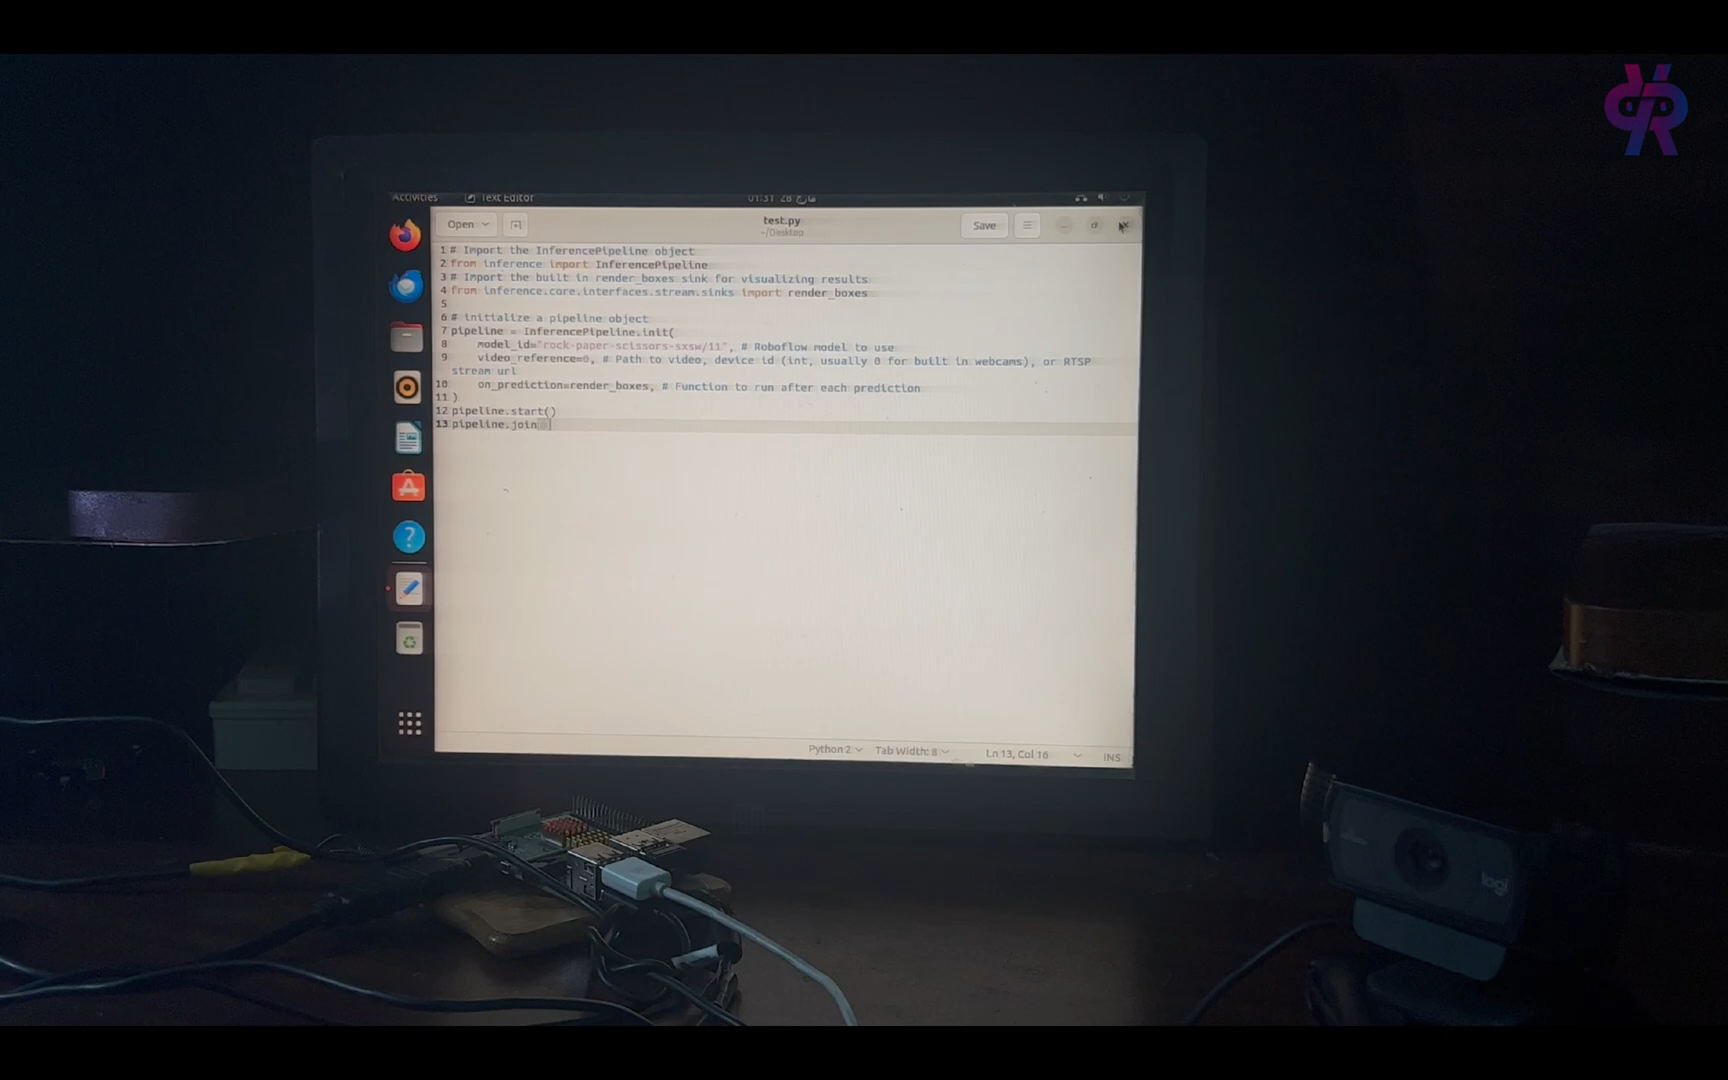 Activities Text Editor 01:31 28
Open test.py Save
~/Desktop
1 # Import the InferencePipeline object
2 from inference import InferencePipeline
3 # Import the built in render_boxes sink for visualizing results
4 from inference.core.interfaces.stream.sinks import render_boxes
5
6 # initialize a pipeline object
7 pipeline = InferencePipeline.init(
8 model_id="rock-paper-scissors-sxsw/11", # Roboflow model to use
9 video_reference=0, # Path to video, device id (int, usually 0 for built in webcams), or RTSP
stream url
10 on_prediction=render_boxes, # Function to run after each prediction
11 )
12 pipeline.start()
13 pipeline.join()
Python 2 Tab Width: 8 Ln 13, Col 16 INS
logi